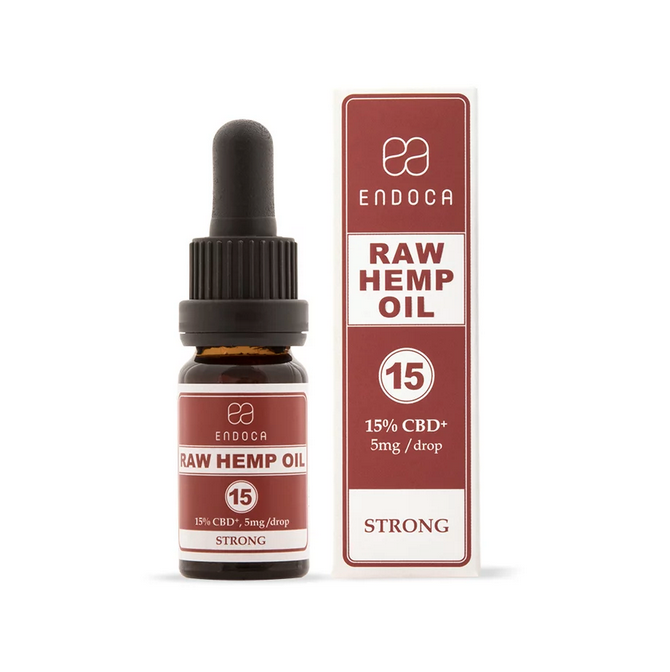 ENDOCA
RAW HEMP OIL
15
15% CBD+, 5mg/drop
STRONG
ENDOCA
RAW
HEMP
OIL
15
15% CBD+
5mg / drop
STRONG